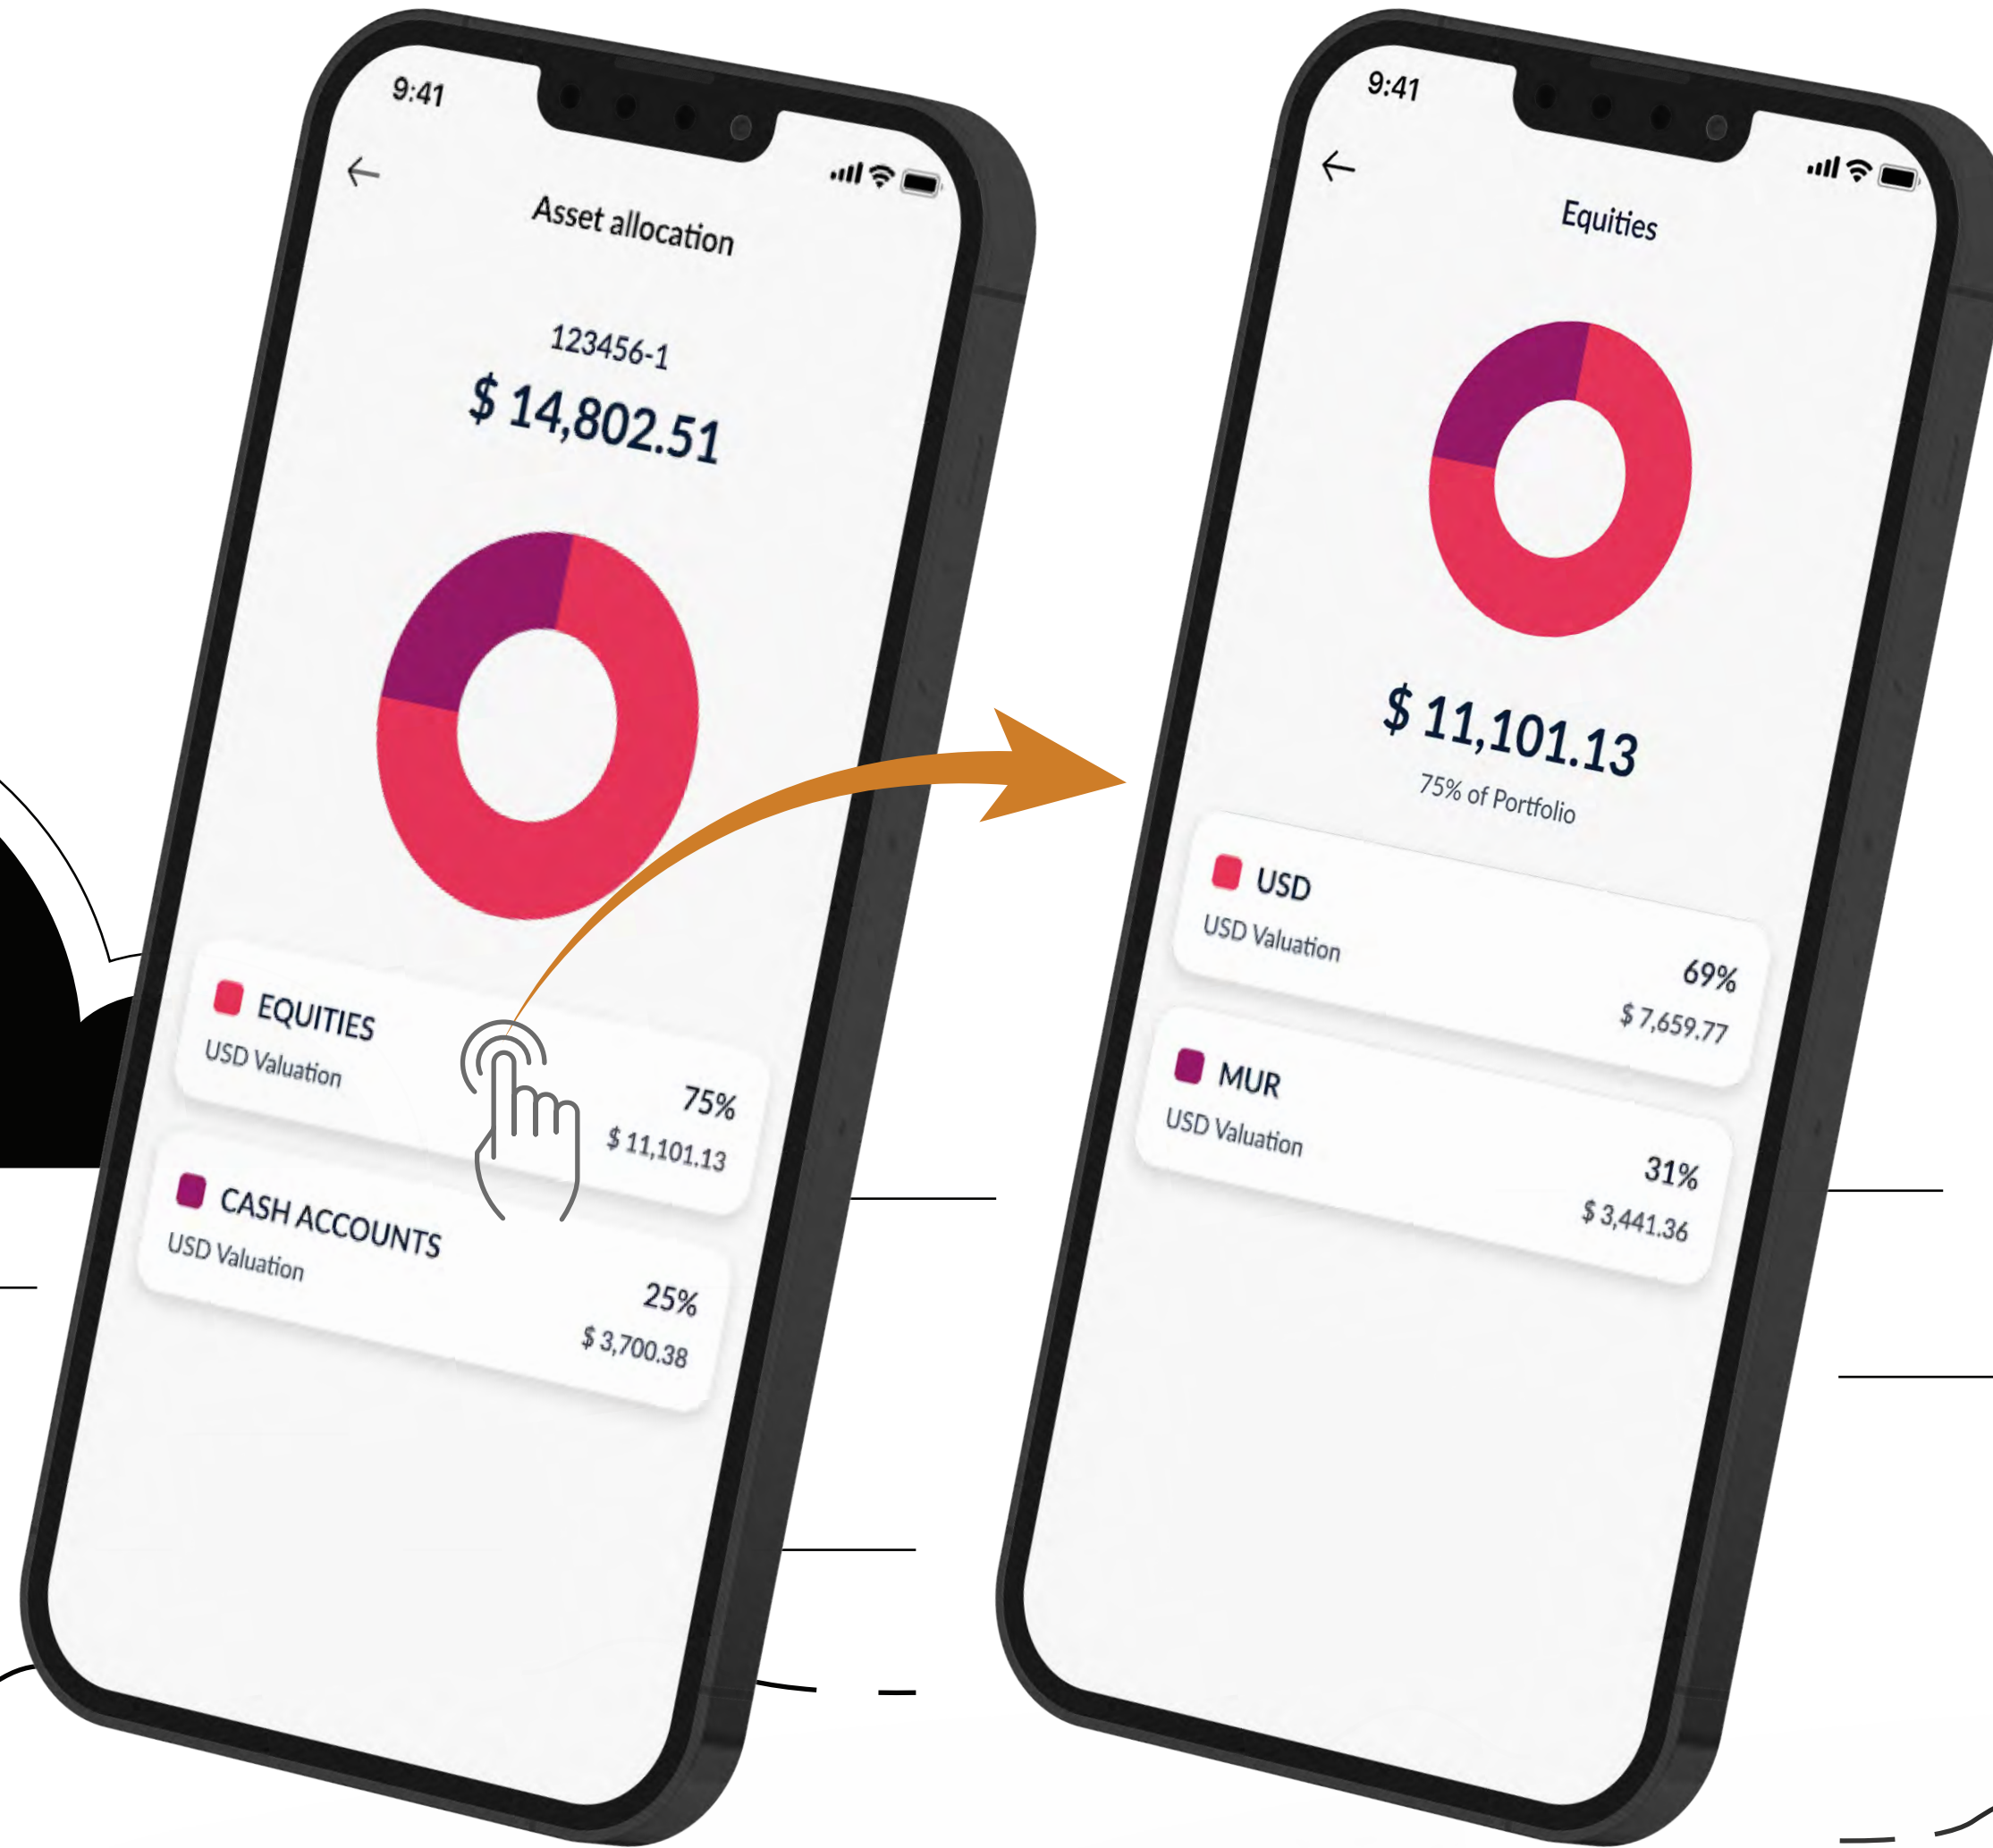 9:41
Asset allocation
123456-1
$ 14,802.51
EQUITIES
USD Valuation
75%
$ 11,101.13
CASH ACCOUNTS
USD Valuation
25%
$ 3,700.38
9:41
Equities
$ 11,101.13
75% of Portfolio
USD
USD Valuation
69%
$ 7,659.77
MUR
USD Valuation
31%
$ 3,441.36